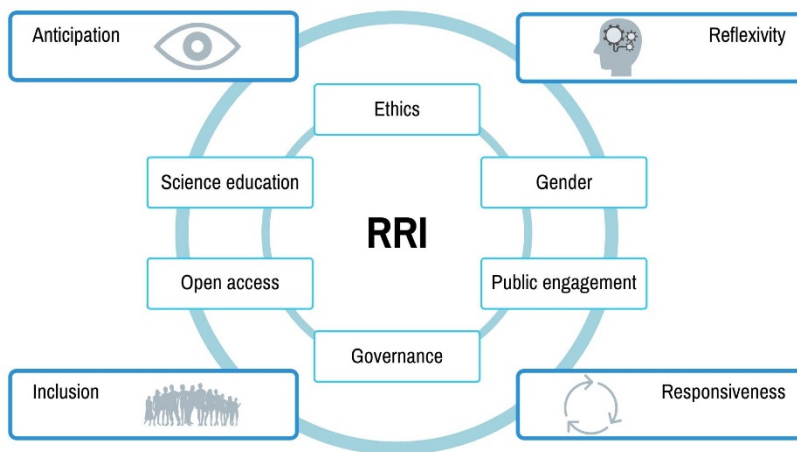 Anticipation
Reflexivity
Ethics
Science education
Gender
RRI
Open access
Public engagement
Governance
Inclusion
Responsiveness